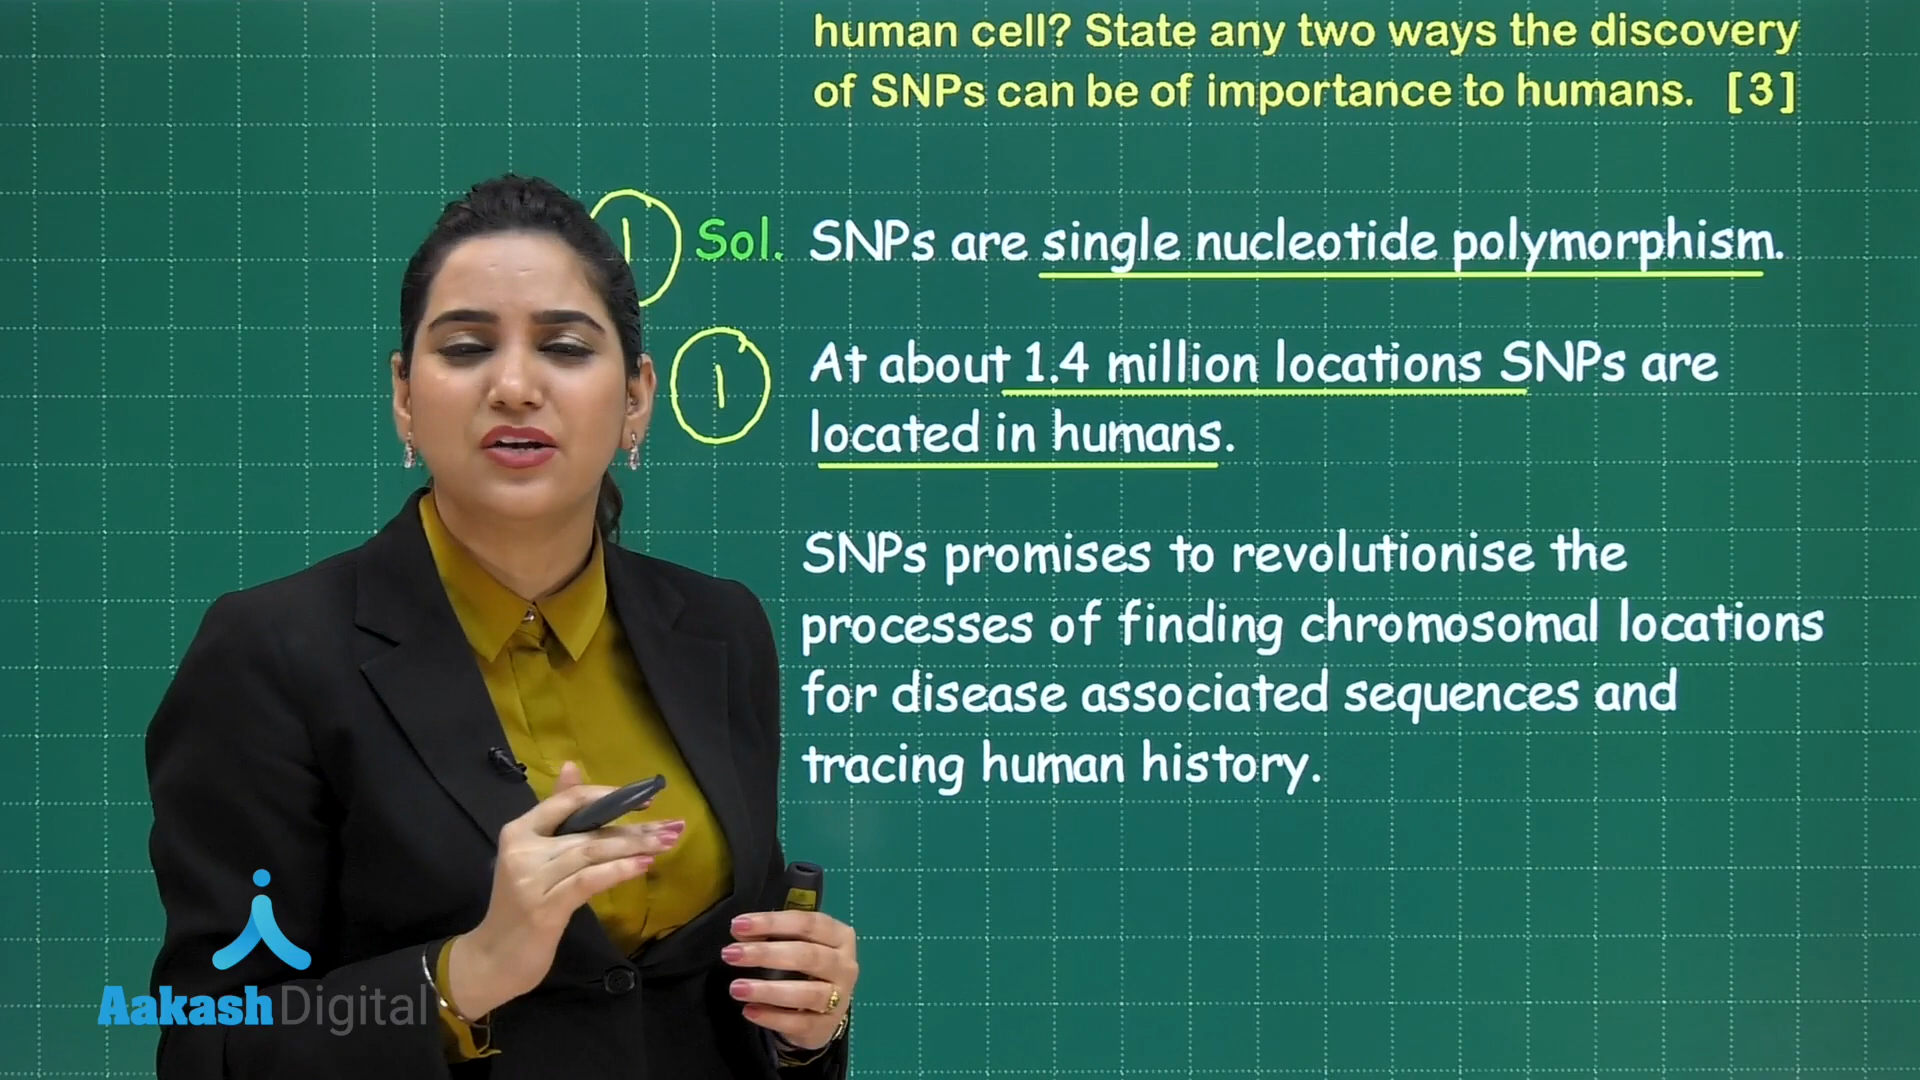 human cell? State any two ways the discovery
of SNPs can be of importance to humans. [3]
1 Sol. SNPs are single nucleotide polymorphism.
1 At about 1.4 million locations SNPs are
located in humans.
SNPs promises to revolutionise the
processes of finding chromosomal locations
for disease associated sequences and
tracing human history.
Aakash Digital